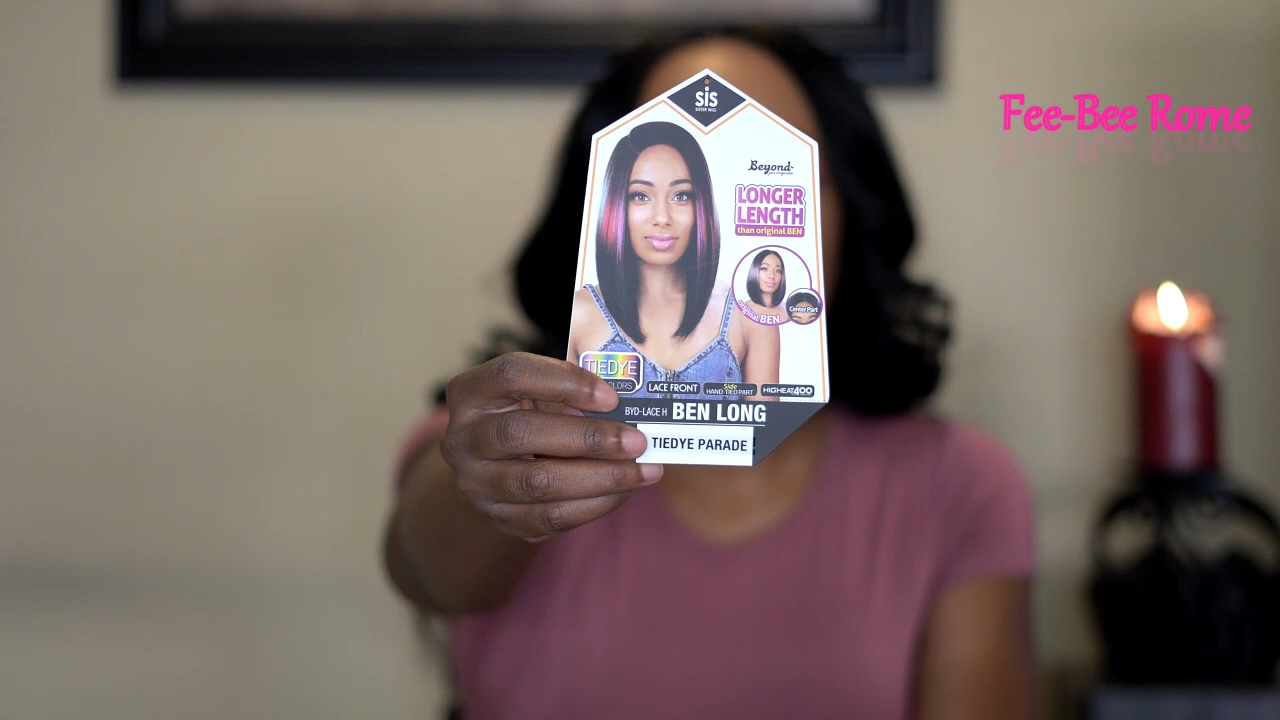 Fee-Bee Rome
sis
SISTER WIG
Beyond
LONGER
LENGTH
than original BEN
original BEN
Center Part
TIEDYE
LACE FRONT
Side
HAND TIED PART
HIGHEAT400
BYD-LACE H BEN LONG
TIEDYE PARADE